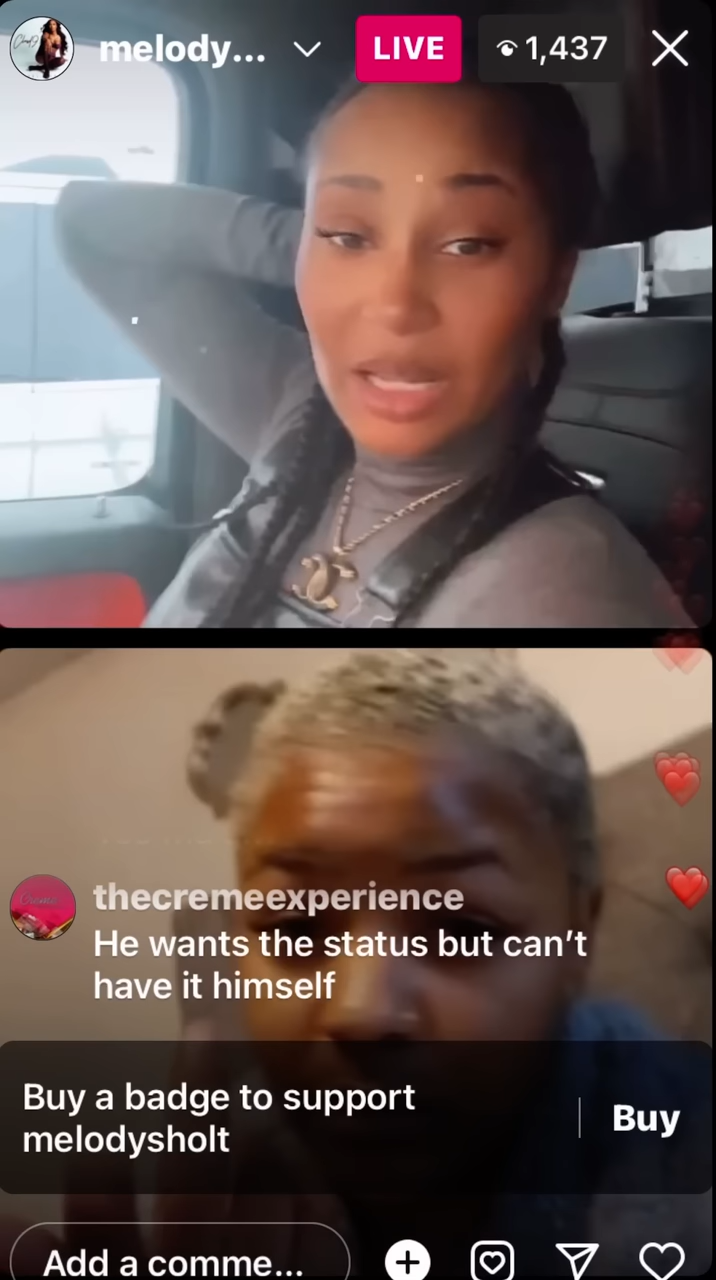 melody...
LIVE
1,437
thecremeexperience
He wants the status but can’t
have it himself
Buy a badge to support
melodysholt
Buy
Add a comme...